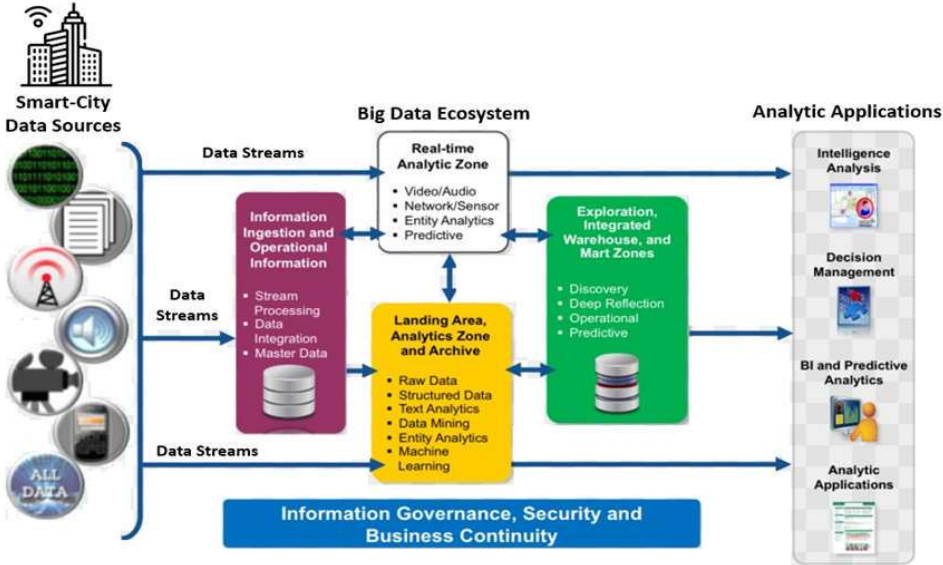 Smart-City
Data Sources
ALL
DATA
Data Streams
Data
Streams
Data Streams
Big Data Ecosystem
Real-time
Analytic Zone
Video/Audio
Network/Sensor
Entity Analytics
Predictive
Information
Ingestion and
Operational
Information
Stream
Processing
Data
Integration
Master Data
Landing Area,
Analytics Zone
and Archive
Raw Data
Structured Data
Text Analytics
Data Mining
Entity Analytics
Machine
Learning
Exploration,
Integrated
Warehouse, and
Mart Zones
Discovery
Deep Reflection
Operational
Predictive
Information Governance, Security and
Business Continuity
Analytic Applications
Intelligence
Analysis
Decision
Management
BI and Predictive
Analytics
Analytic
Applications